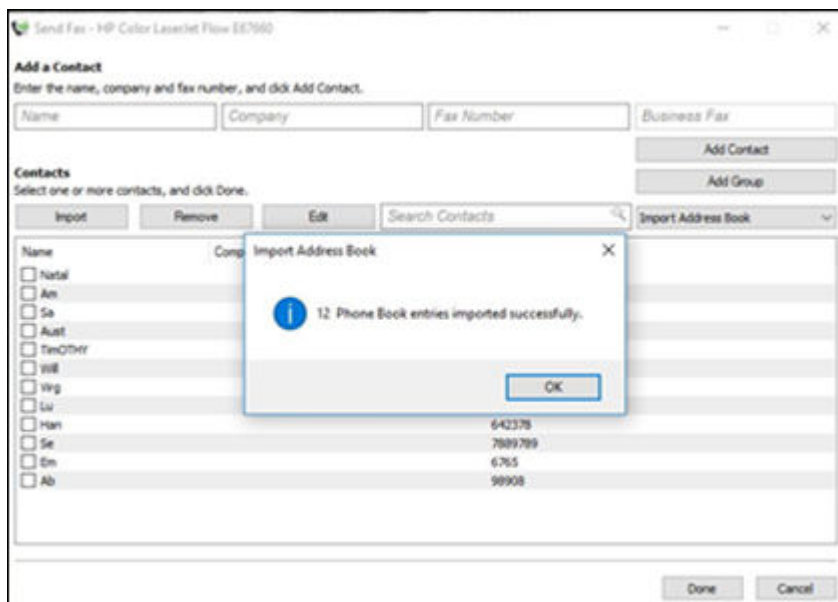 Send Fax - HP Color LaserJet Flow E67660
Add a Contact
Enter the name, company and fax number, and click Add Contact.
Name Company Fax Number Business Fax
Add Contact
Contacts
Select one or more contacts, and click Done.
Add Group
Import Remove Edit Search Contacts Import Address Book
Name Comp
Import Address Book
12 Phone Book entries imported successfully.
OK
Natal
Am
Sa
Aust
TimOTHY
Will
Virg
Lu
Han 642378
Se 7889789
Em 6765
Ab 98908
Done Cancel